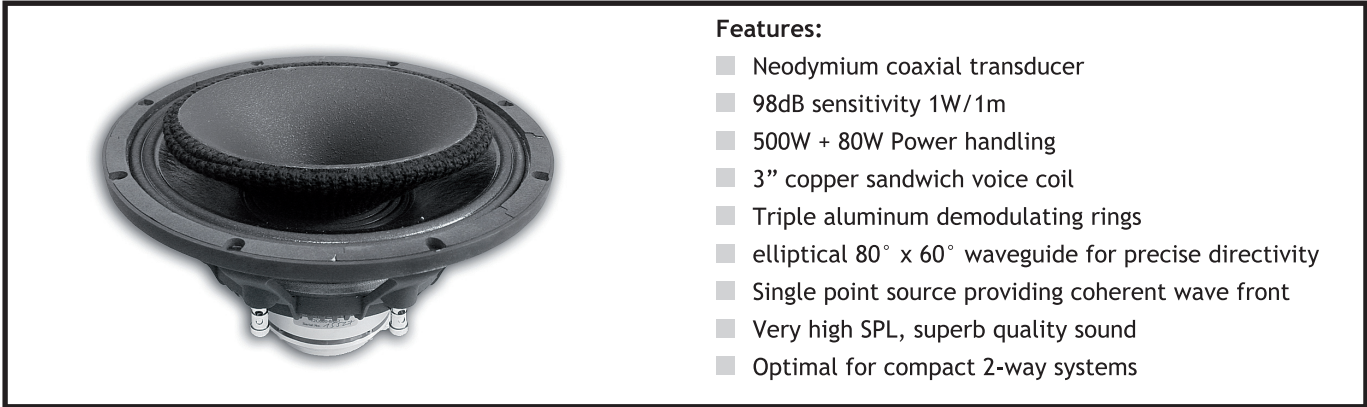 Features:
Neodymium coaxial transducer
98dB sensitivity 1W/1m
500W + 80W Power handling
3” copper sandwich voice coil
Triple aluminum demodulating rings
elliptical 80° x 60° waveguide for precise directivity
Single point source providing coherent wave front
Very high SPL, superb quality sound
Optimal for compact 2-way systems